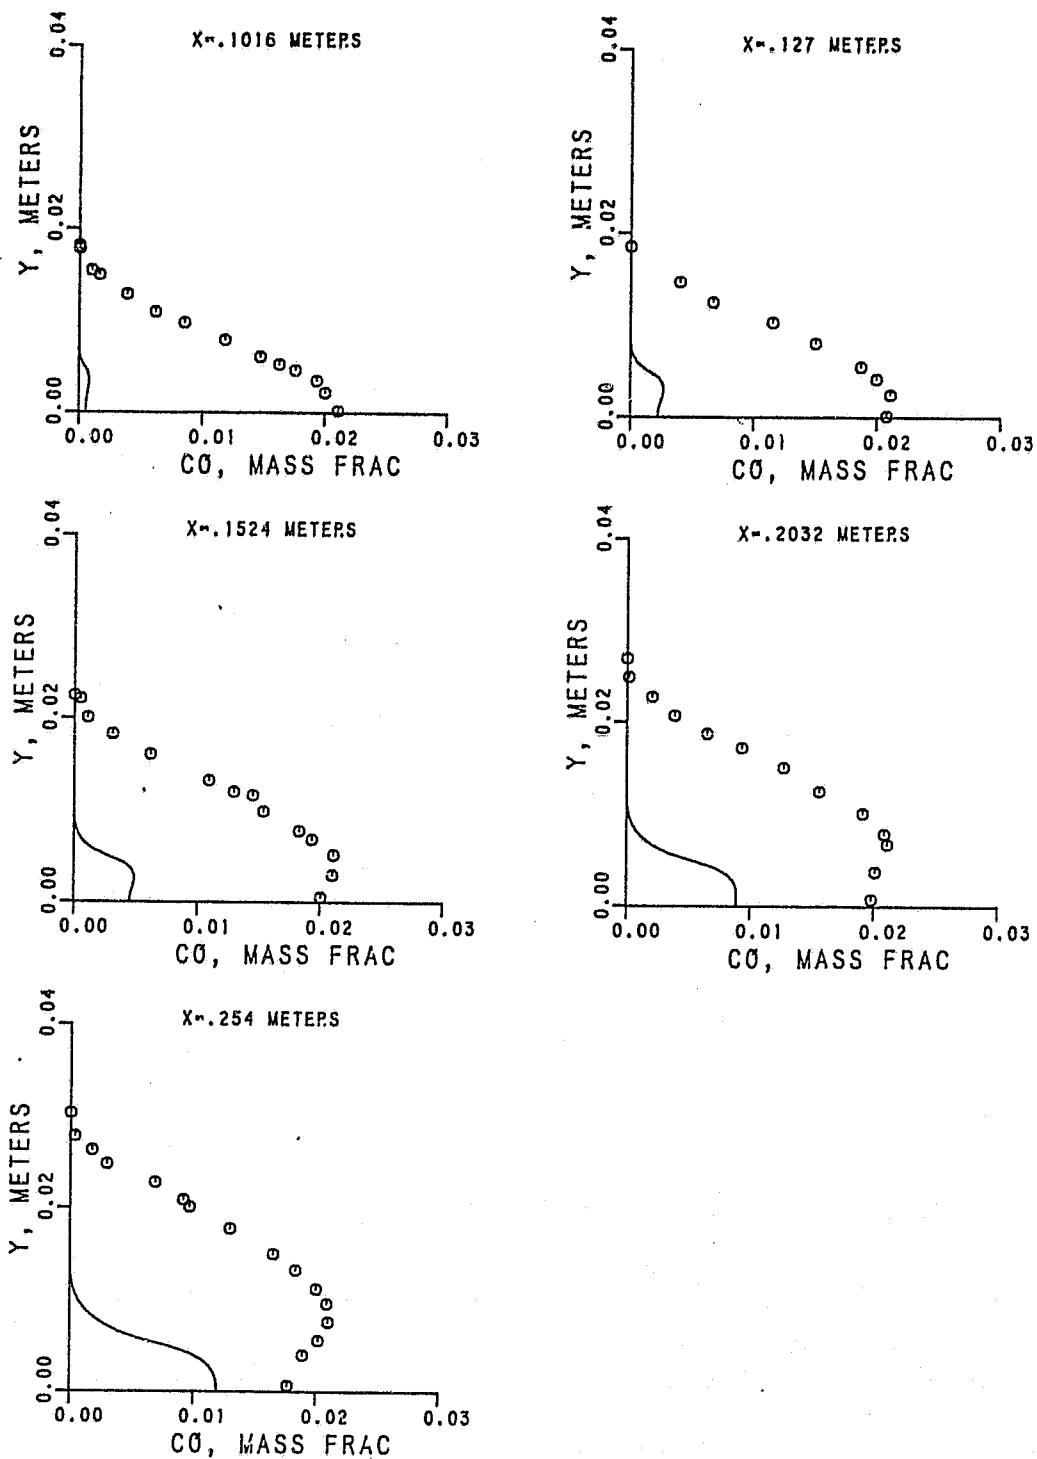 X=.1016 METERS
0.04
0.02
0.00
Y, METERS
0.00 0.01 0.02 0.03
CO, MASS FRAC
X=.127 METERS
0.04
0.02
0.00
Y, METERS
0.00 0.01 0.02 0.03
CO, MASS FRAC
X=.1524 METERS
0.04
0.02
0.00
Y, METERS
0.00 0.01 0.02 0.03
CO, MASS FRAC
X=.2032 METERS
0.04
0.02
0.00
Y, METERS
0.00 0.01 0.02 0.03
CO, MASS FRAC
X=.254 METERS
0.04
0.02
0.00
Y, METERS
0.00 0.01 0.02 0.03
CO, MASS FRAC